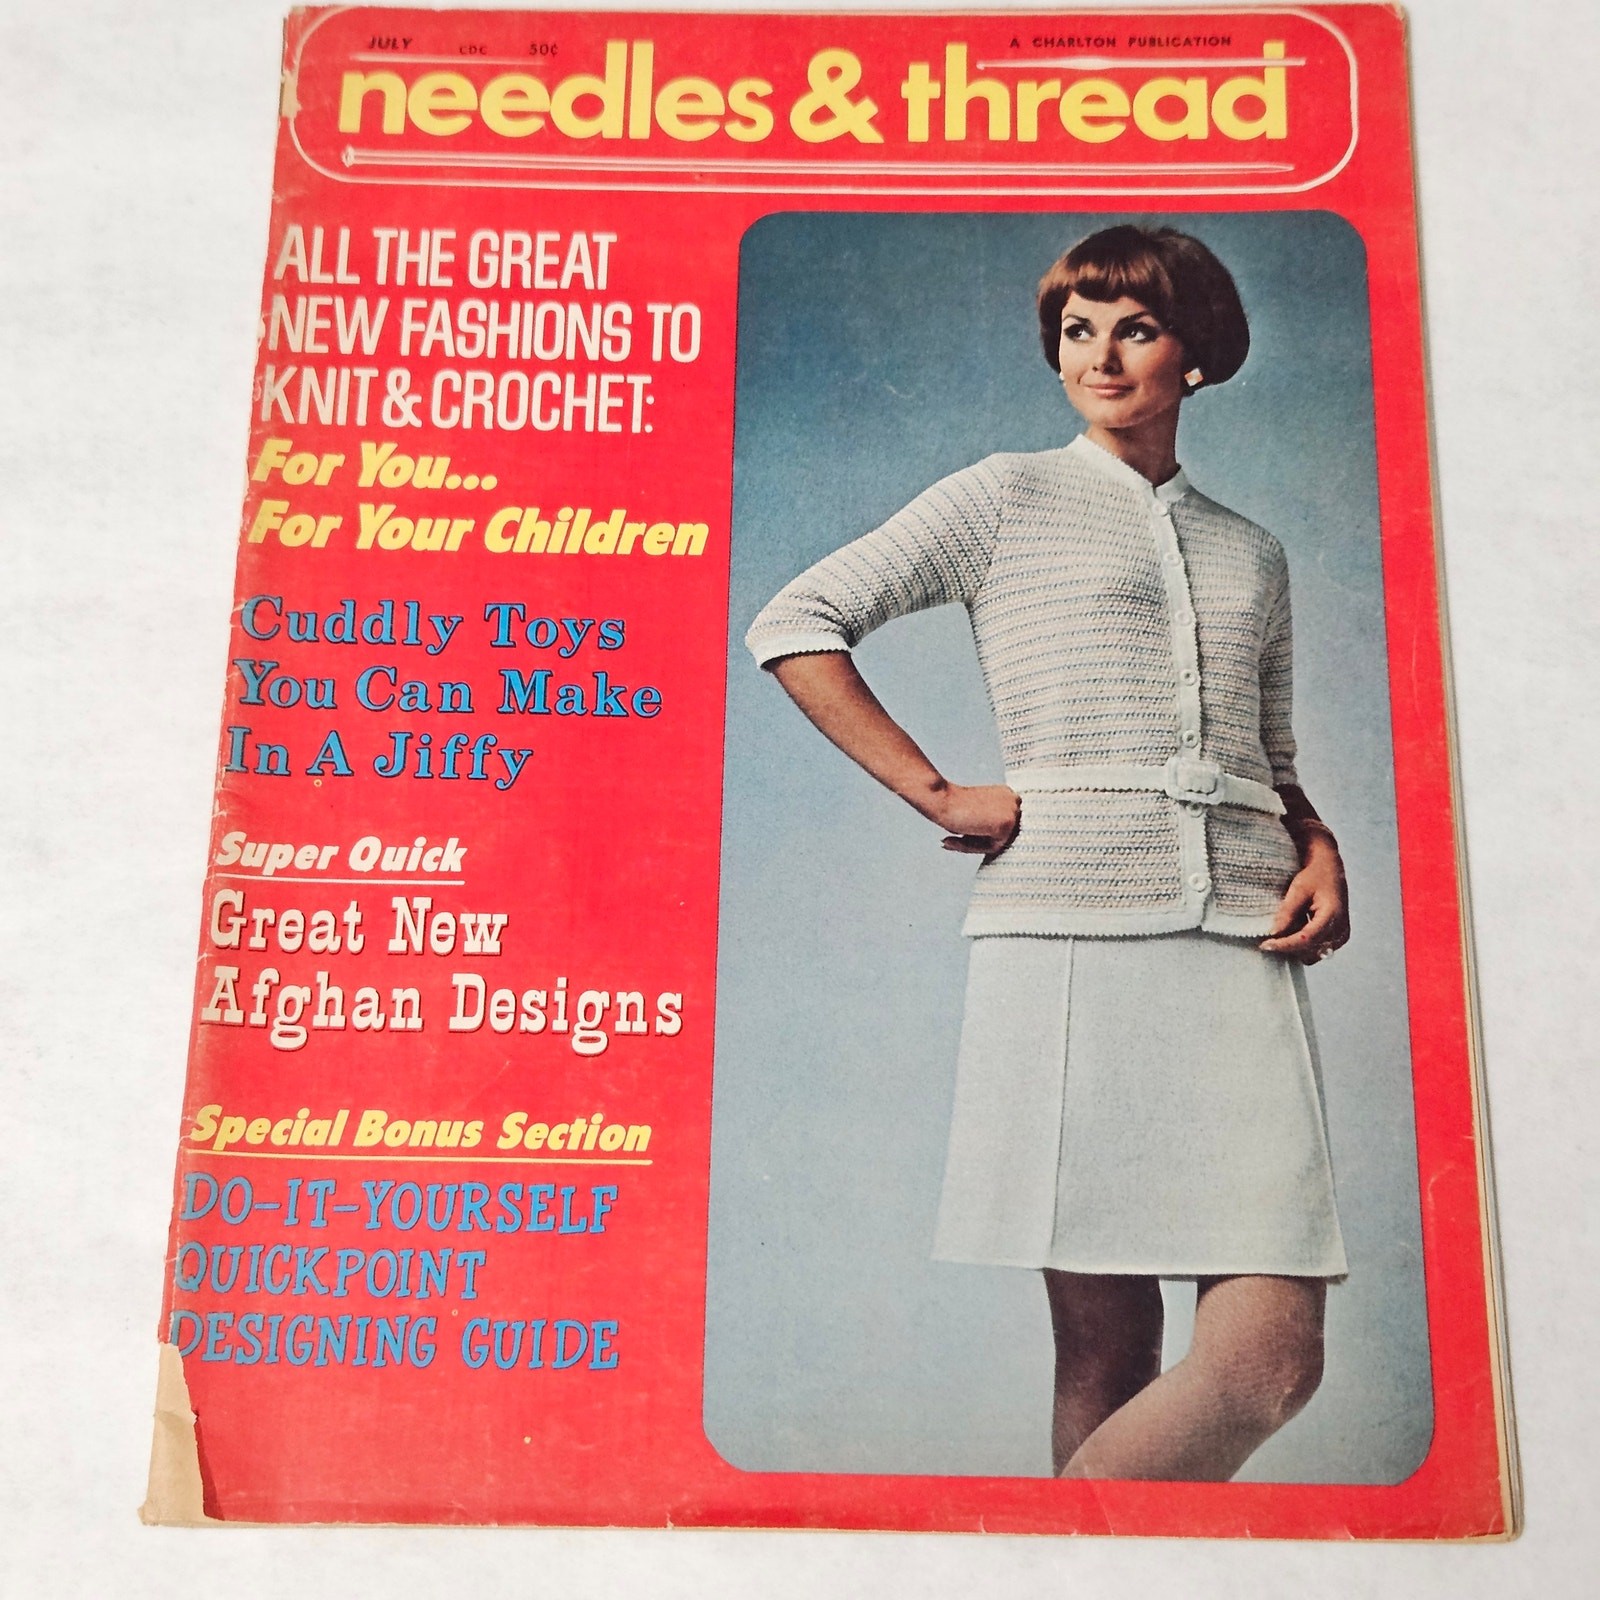 JULY CDC 50¢ A CHARLTON PUBLICATION
needles & thread
ALL THE GREAT
NEW FASHIONS TO
KNIT & CROCHET:
For You...
For Your Children
Cuddly Toys
You Can Make
In A Jiffy
Super Quick
Great New
Afghan Designs
Special Bonus Section
DO-IT-YOURSELF
QUICKPOINT
DESIGNING GUIDE